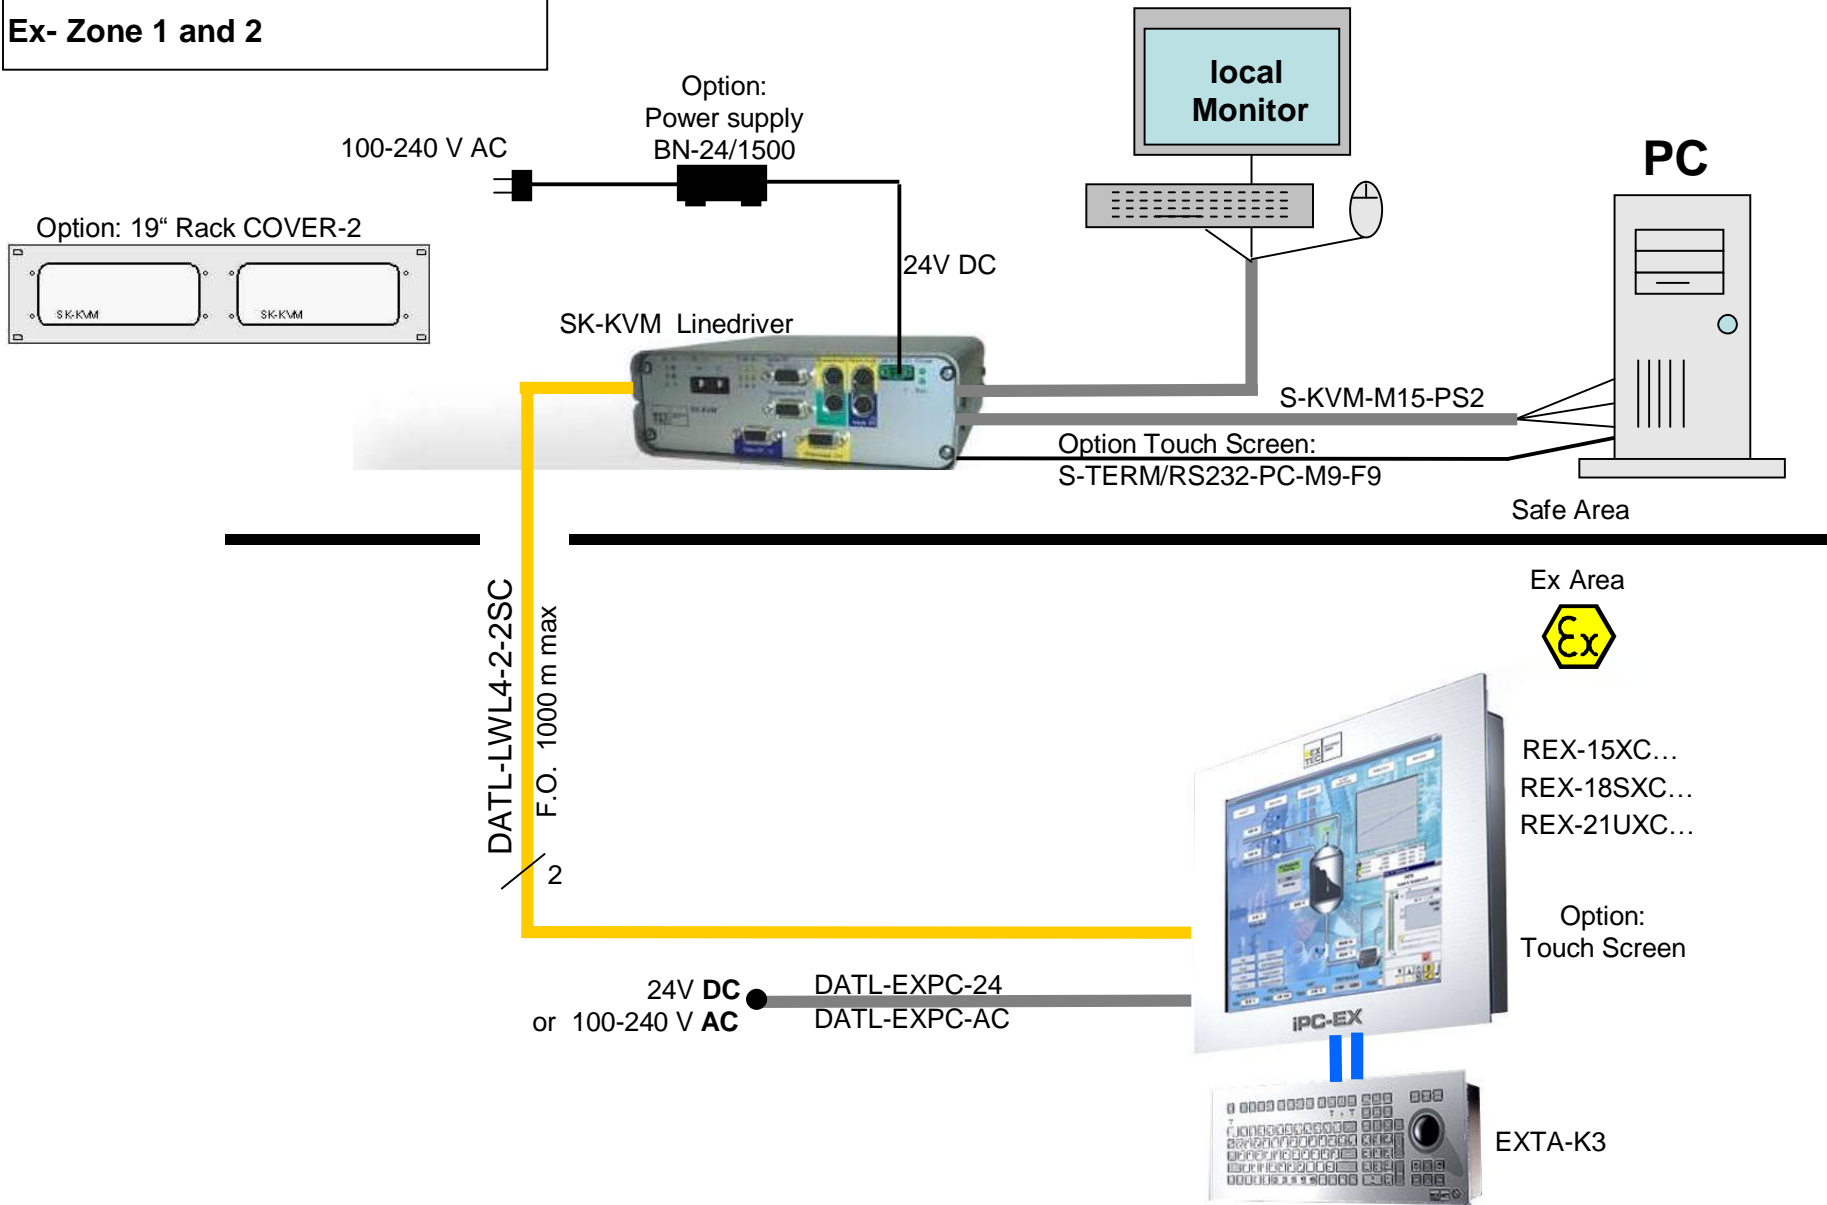 Ex- Zone 1 and 2
Option:
Power supply
BN-24/1500
100-240 V AC
local
Monitor
PC
Option: 19“ Rack COVER-2
SK-KVM
SK-KVM
24V DC
SK-KVM Linedriver
S-KVM-M15-PS2
Option Touch Screen:
S-TERM/RS232-PC-M9-F9
Safe Area
Ex Area
Ex
DATL-LWL4-2-2SC
F.O. 1000 m max
2
REX-15XC…
REX-18SXC…
REX-21UXC…
Option:
Touch Screen
24V DC
or 100-240 V AC
DATL-EXPC-24
DATL-EXPC-AC
iPC-EX
EXTA-K3